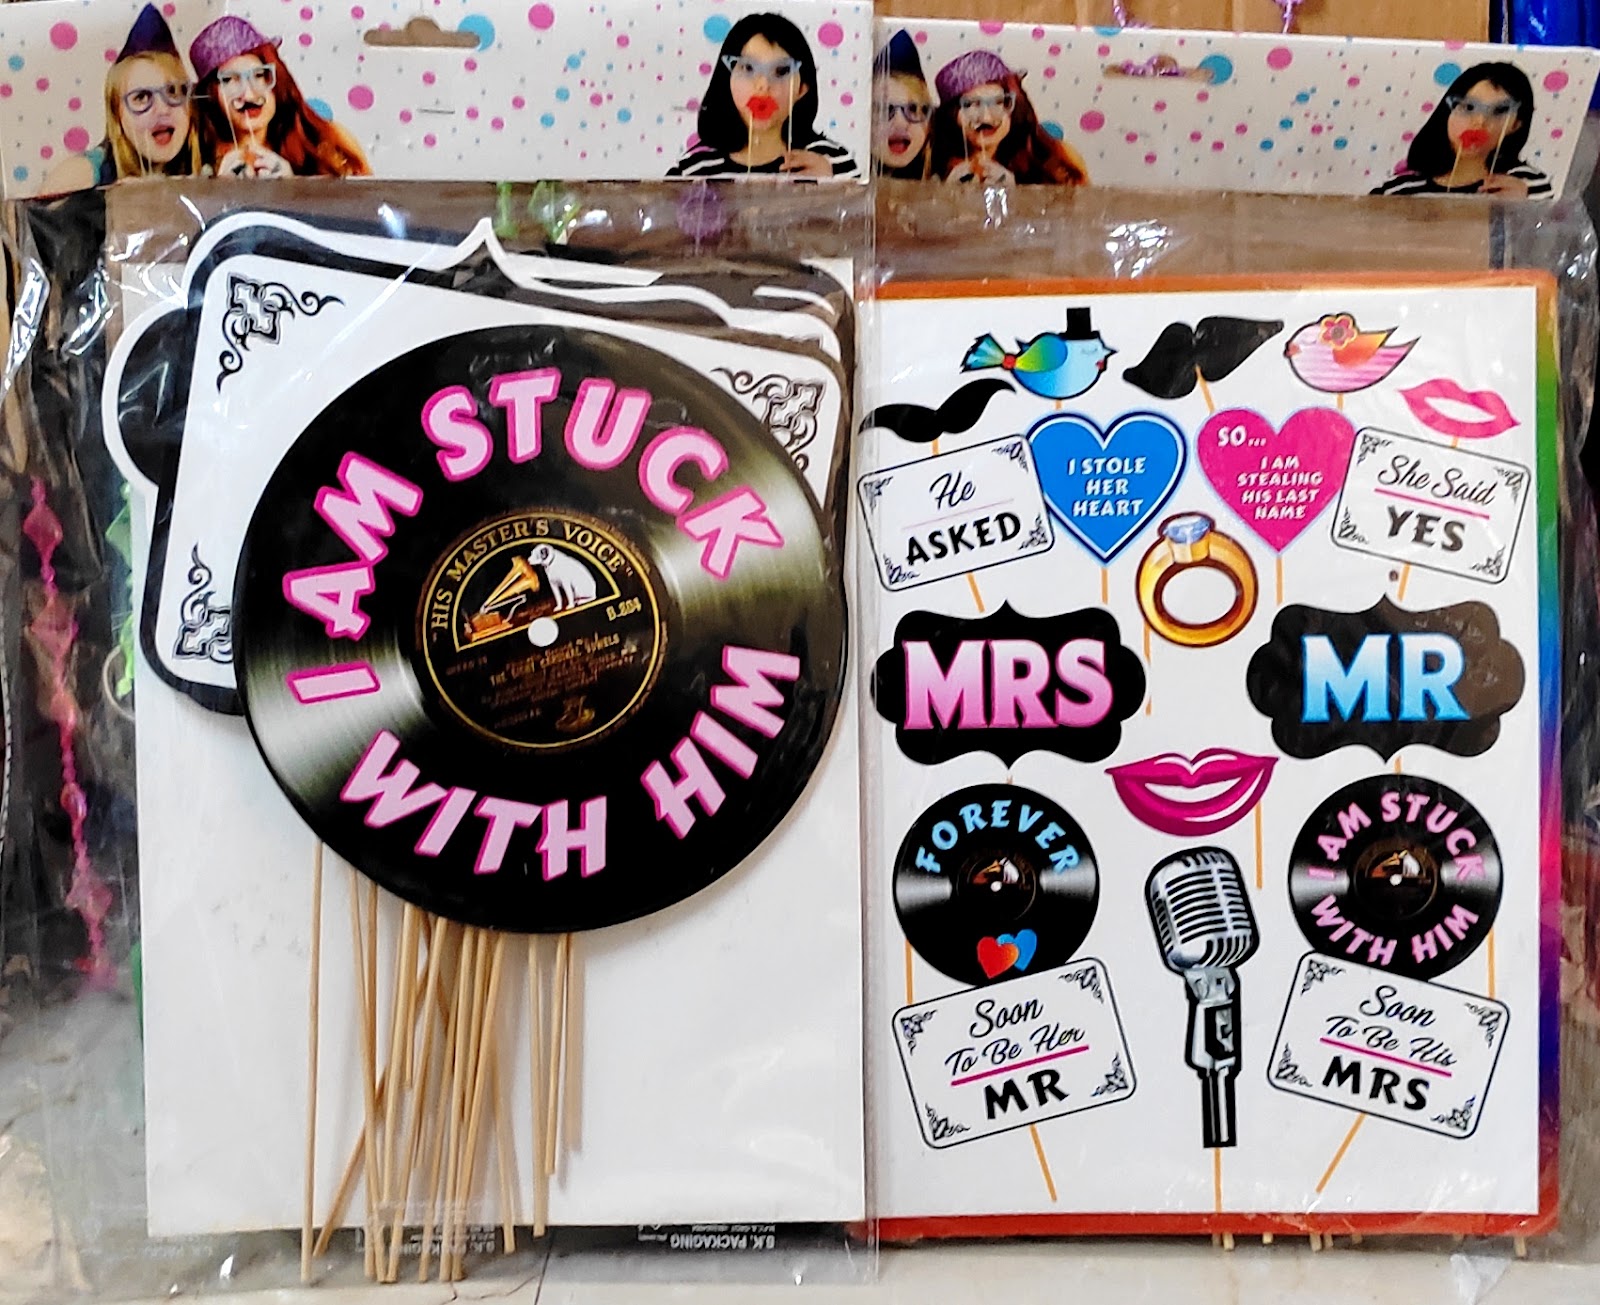 I AM STUCK
WITH HIM
"HIS MASTER'S VOICE"
He
ASKED
I STOLE
HER
HEART
SO...
I AM
STEALING
HIS LAST
NAME
She Said
YES
MRS
MR
FOREVER
I AM STUCK
WITH HIM
Soon
To Be Her
MR
Soon
To Be His
MRS
B.K. PACKAGING